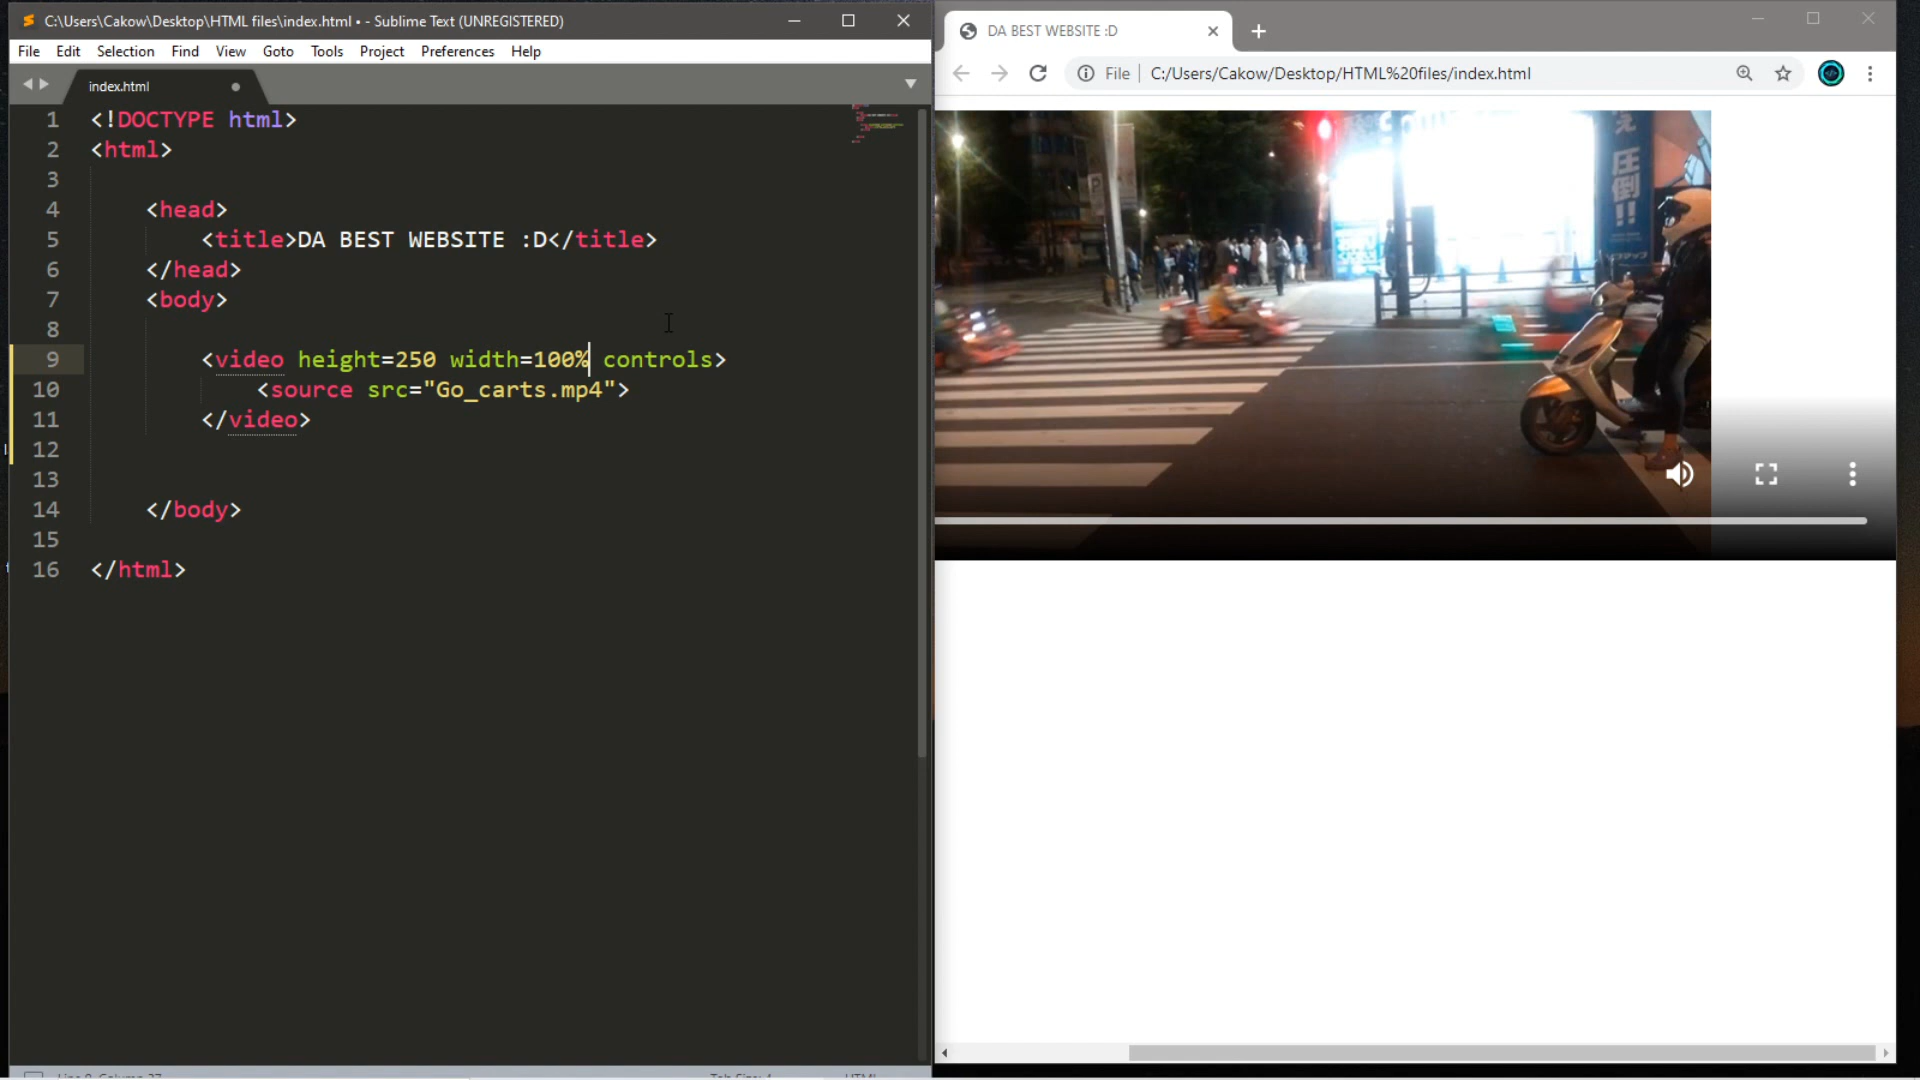 C:\Users\Cakow\Desktop\HTML files\index.html • - Sublime Text (UNREGISTERED)
File Edit Selection Find View Goto Tools Project Preferences Help
index.html
1 <!DOCTYPE html>
2 <html>
3
4 <head>
5 <title>DA BEST WEBSITE :D</title>
6 </head>
7 <body>
8
9 <video height=250 width=100% controls>
10 <source src="Go_carts.mp4">
11 </video>
12
13
14 </body>
15
16 </html>
DA BEST WEBSITE :D
File C:/Users/Cakow/Desktop/HTML%20files/index.html
圧倒!!